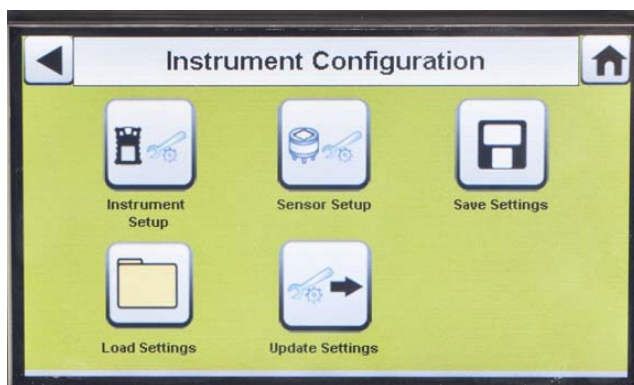 Instrument Configuration
Instrument
Setup
Sensor Setup
Save Settings
Load Settings
Update Settings